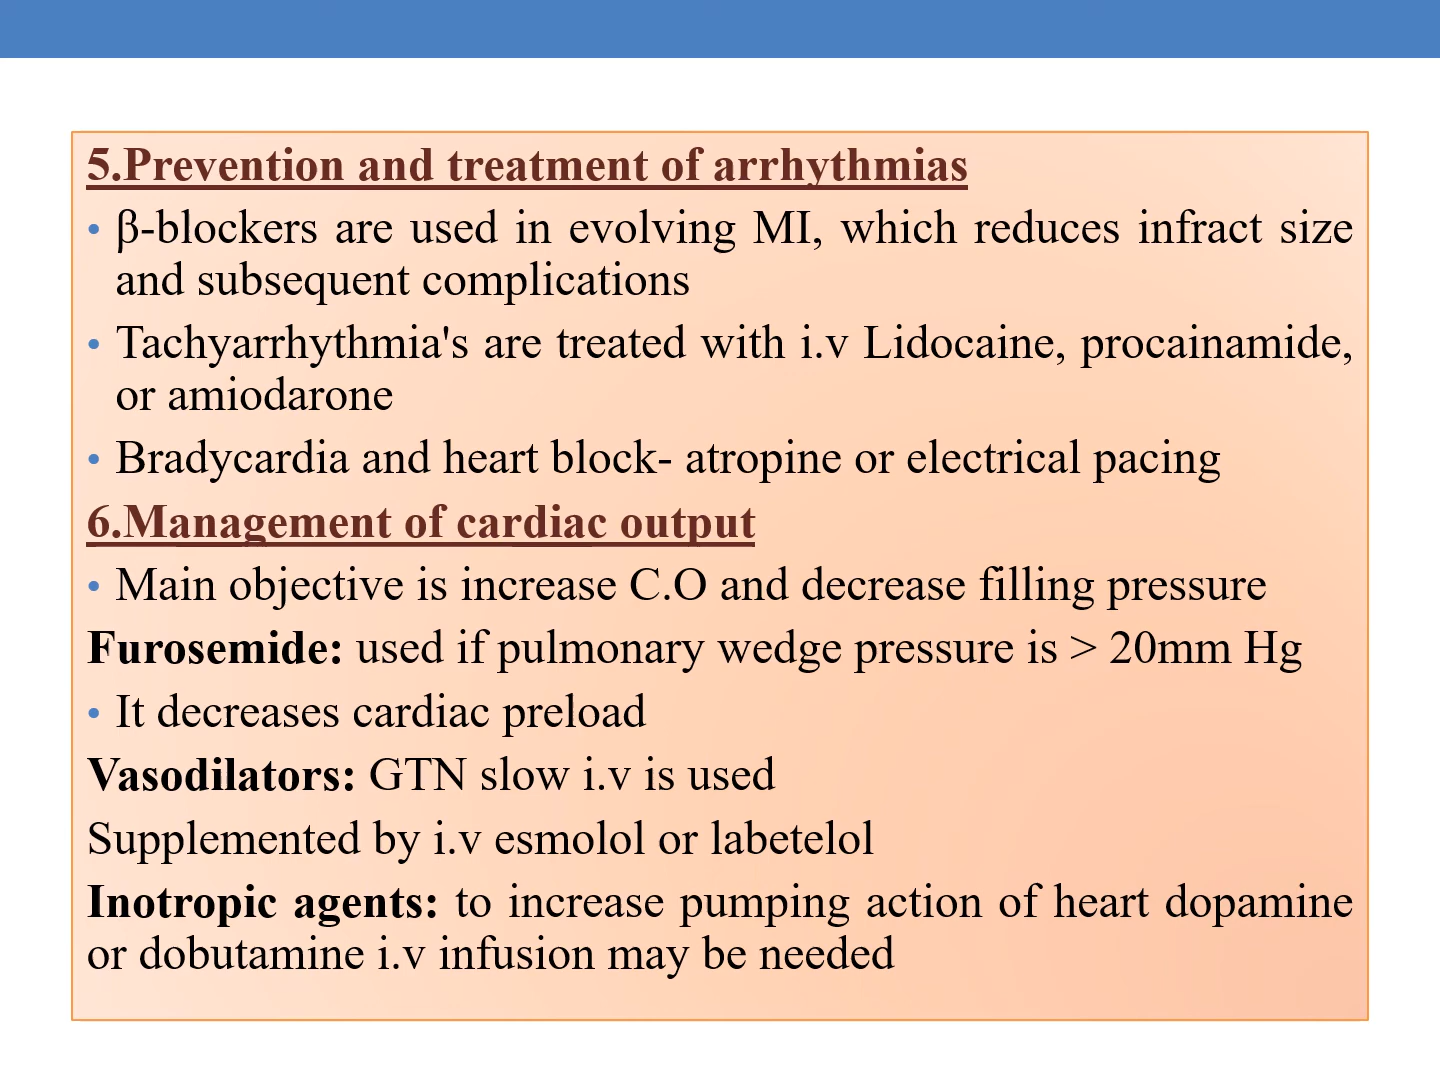 5.Prevention and treatment of arrhythmias
• β-blockers are used in evolving MI, which reduces infract size
and subsequent complications
• Tachyarrhythmia's are treated with i.v Lidocaine, procainamide,
or amiodarone
• Bradycardia and heart block- atropine or electrical pacing
6.Management of cardiac output
• Main objective is increase C.O and decrease filling pressure
Furosemide: used if pulmonary wedge pressure is > 20mm Hg
• It decreases cardiac preload
Vasodilators: GTN slow i.v is used
Supplemented by i.v esmolol or labetelol
Inotropic agents: to increase pumping action of heart dopamine
or dobutamine i.v infusion may be needed